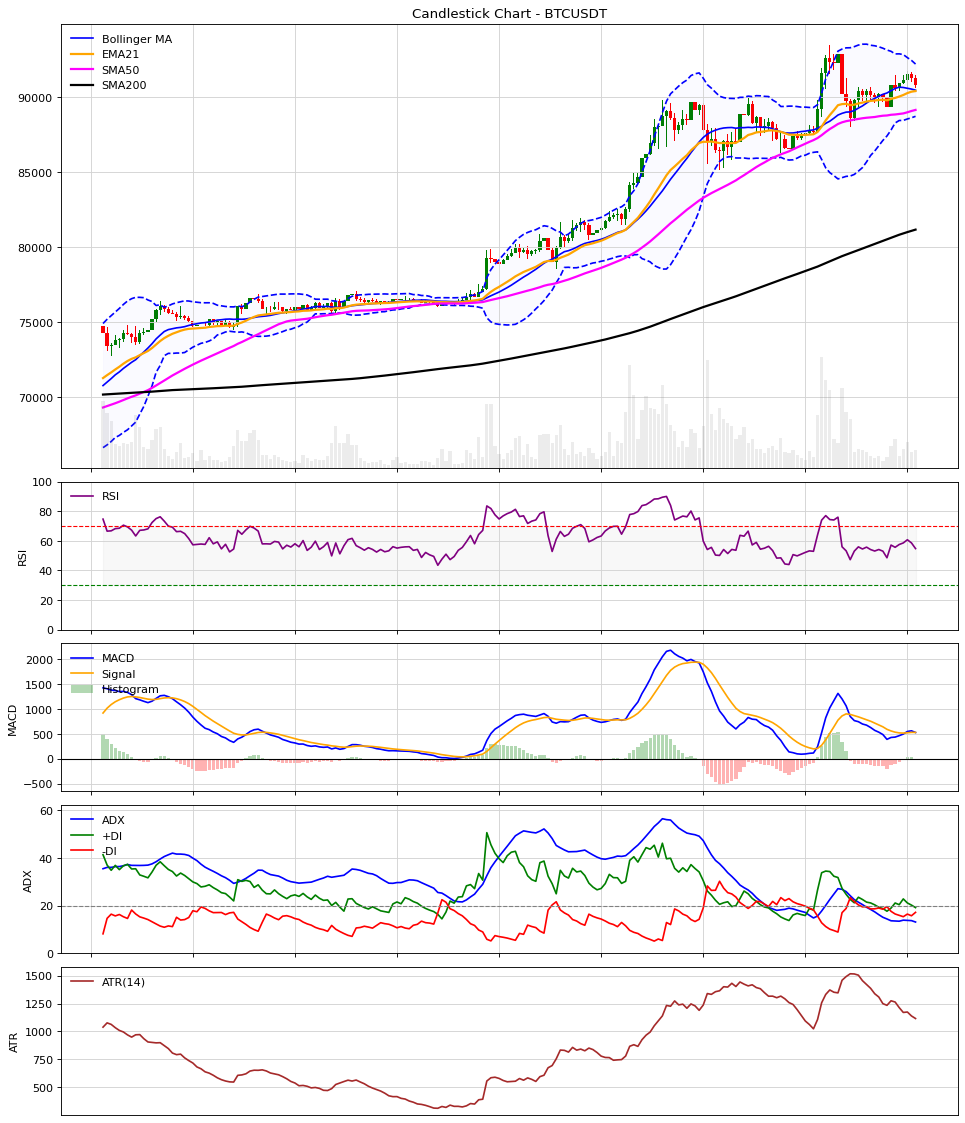 Candlestick Chart - BTCUSDT
Bollinger MA
EMA21
SMA50
SMA200
90000
85000
80000
75000
70000
RSI
RSI
100
80
60
40
20
0
MACD
Signal
Histogram
MACD
2000
1500
1000
500
0
−500
ADX
+DI
-DI
ADX
60
40
20
0
ATR(14)
ATR
1500
1250
1000
750
500